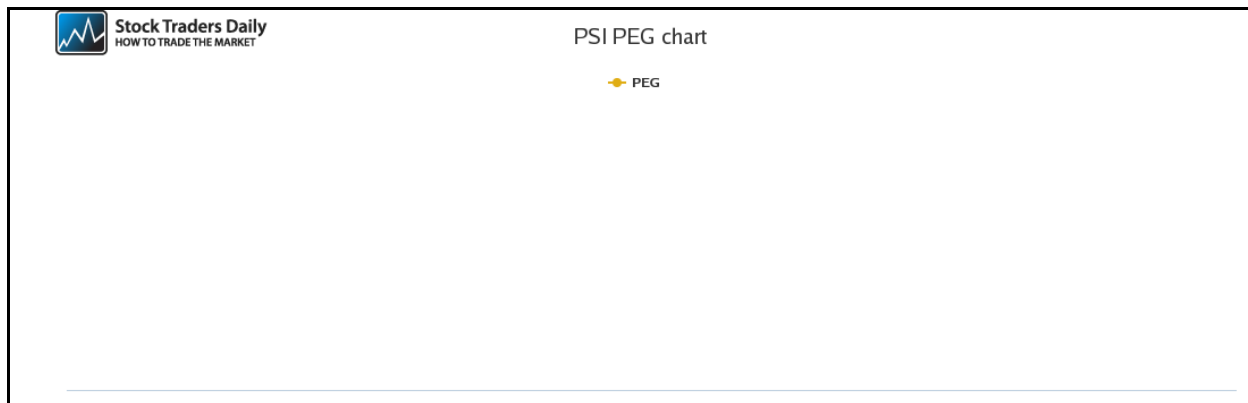 Stock Traders Daily
HOW TO TRADE THE MARKET
PSI PEG chart
PEG